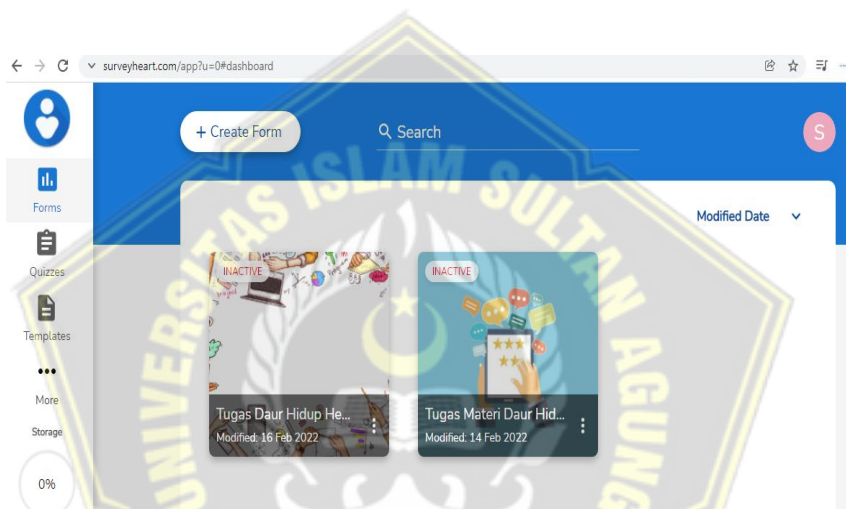 surveyheart.com/app?u=0#dashboard
+ Create Form
Search
S
Forms
Quizzes
Templates
More
Storage
0%
Modified Date
INACTIVE
Tugas Daur Hidup He...
Modified: 16 Feb 2022
INACTIVE
Tugas Materi Daur Hid...
Modified: 14 Feb 2022
UNIVERSITAS ISLAM SULTAN AGUNG